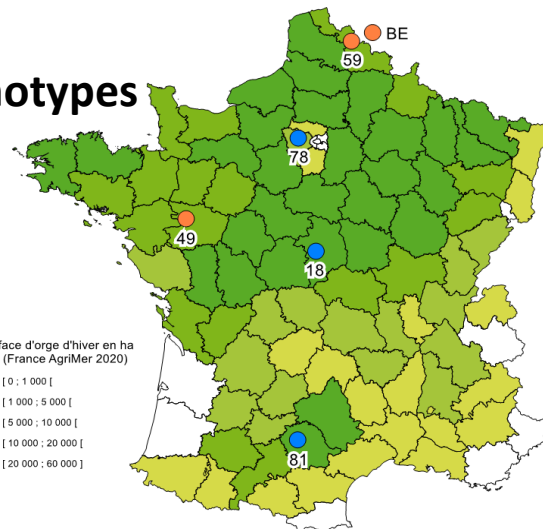 notypes
BE
59
78
49
18
face d'orge d'hiver en ha
(France AgriMer 2020)
[ 0 ; 1 000 [
[ 1 000 ; 5 000 [
[ 5 000 ; 10 000 [
[ 10 000 ; 20 000 [
[ 20 000 ; 60 000 ]
81